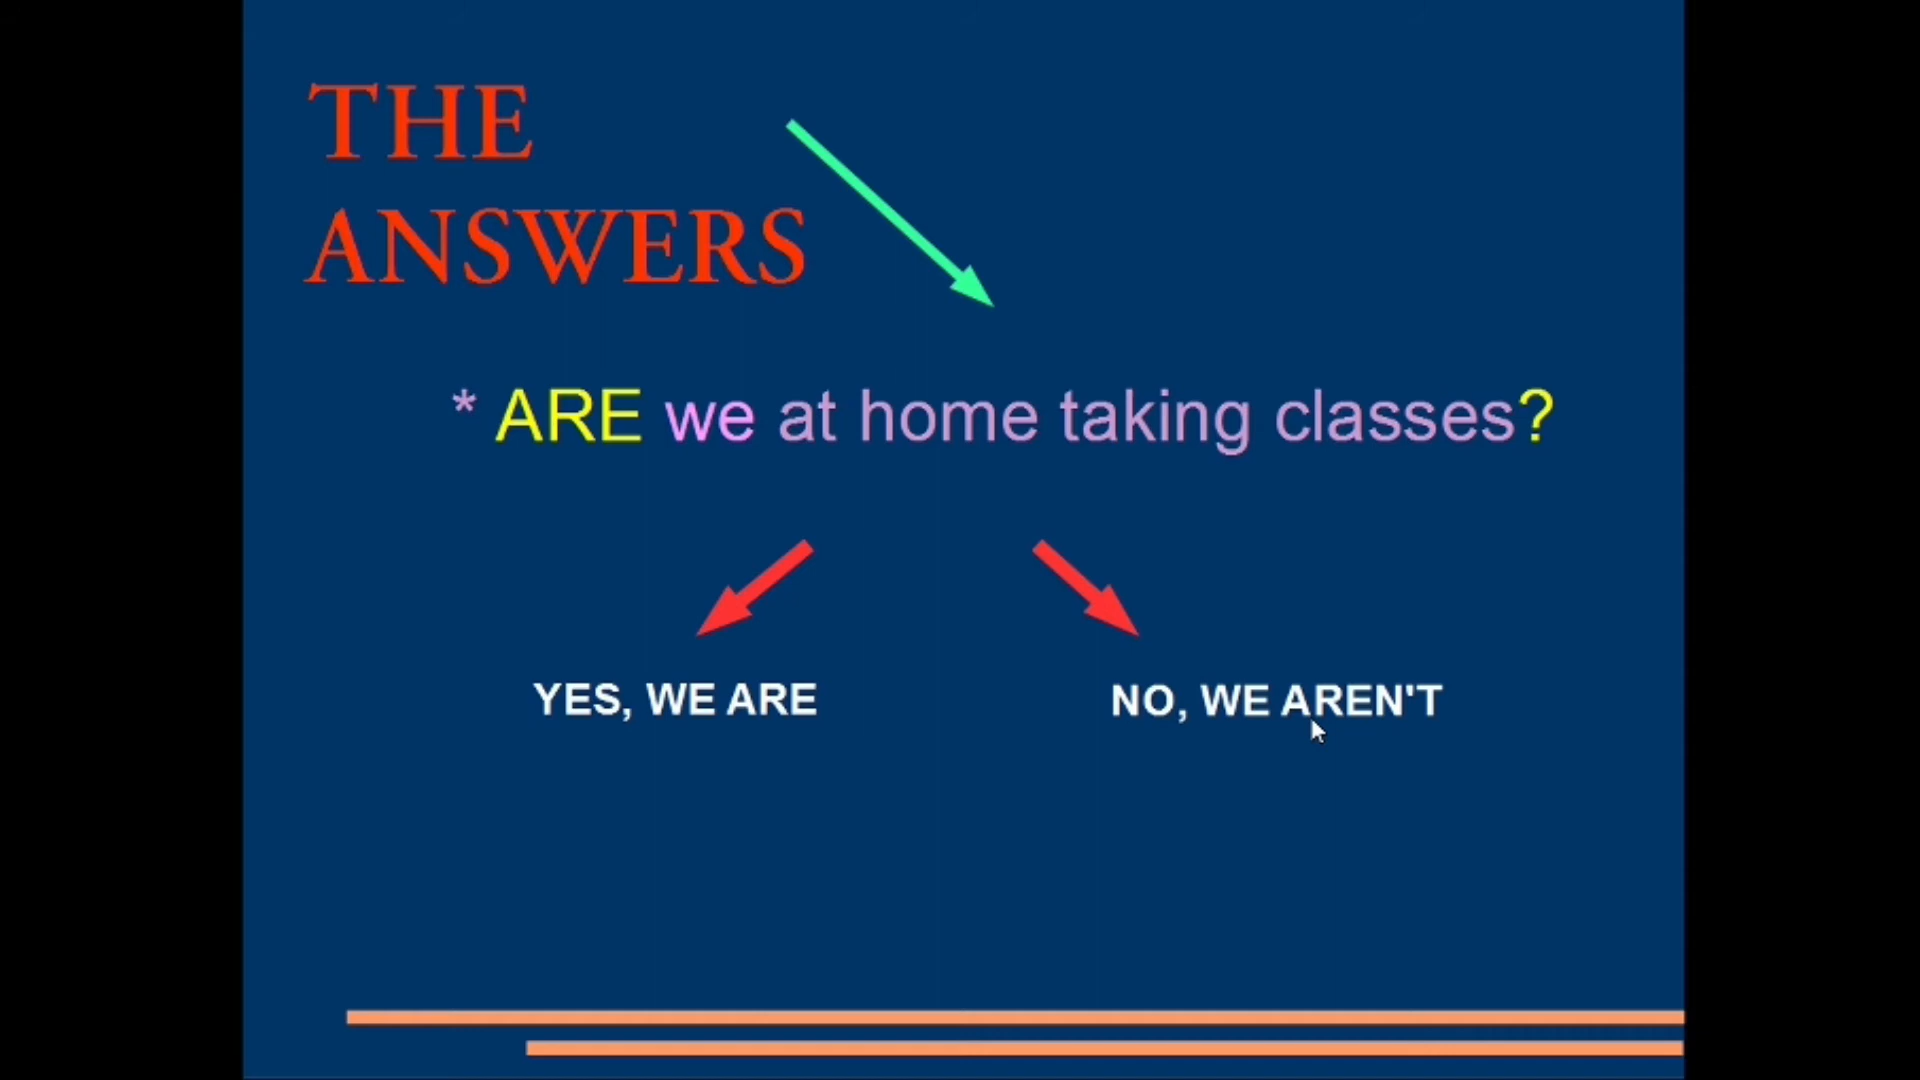 THE
ANSWERS
* ARE we at home taking classes?
YES, WE ARE
NO, WE AREN'T